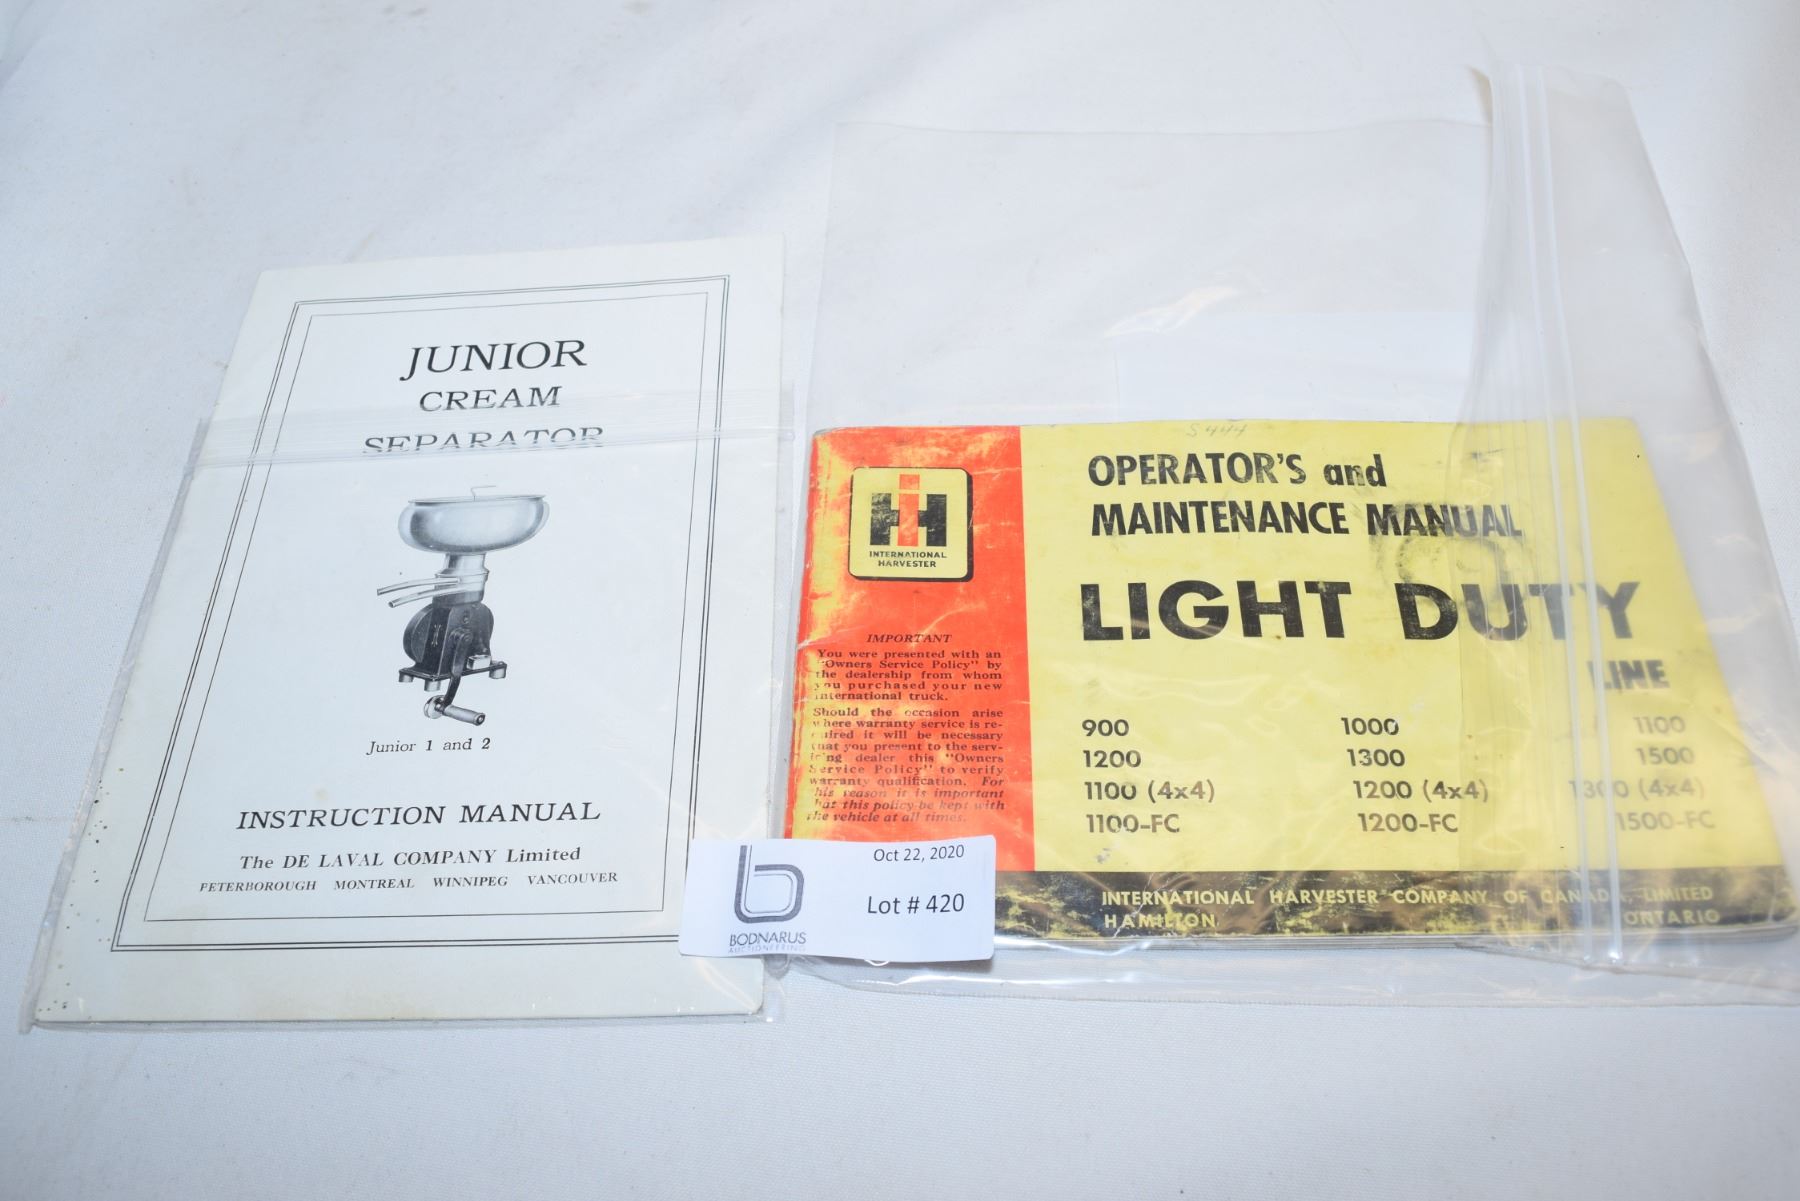 JUNIOR
CREAM
SEPARATOR
Junior 1 and 2
INSTRUCTION MANUAL
The DE LAVAL COMPANY Limited
PETERBOROUGH MONTREAL WINNIPEG VANCOUVER
S444
IH
INTERNATIONAL
HARVESTER
IMPORTANT
You were presented with an
"Owners Service Policy" by
the dealership from whom
you purchased your new
International truck.
Should the occasion arise
where warranty service is re-
quired it will be necessary
that you present to the serv-
icing dealer this "Owners
Service Policy" to verify
warranty qualification. For
his reason it is important
that this policy be kept with
the vehicle at all times.
OPERATOR'S and
MAINTENANCE MANUAL
LIGHT DUTY
LINE
900 1000 1100
1200 1300 1500
1100 (4x4) 1200 (4x4) 1300 (4x4)
1100-FC 1200-FC 1500-FC
INTERNATIONAL HARVESTER COMPANY OF CANADA, LIMITED
HAMILTON ONTARIO
b
Oct 22, 2020
Lot # 420
BODNARUS
AUCTIONEERING